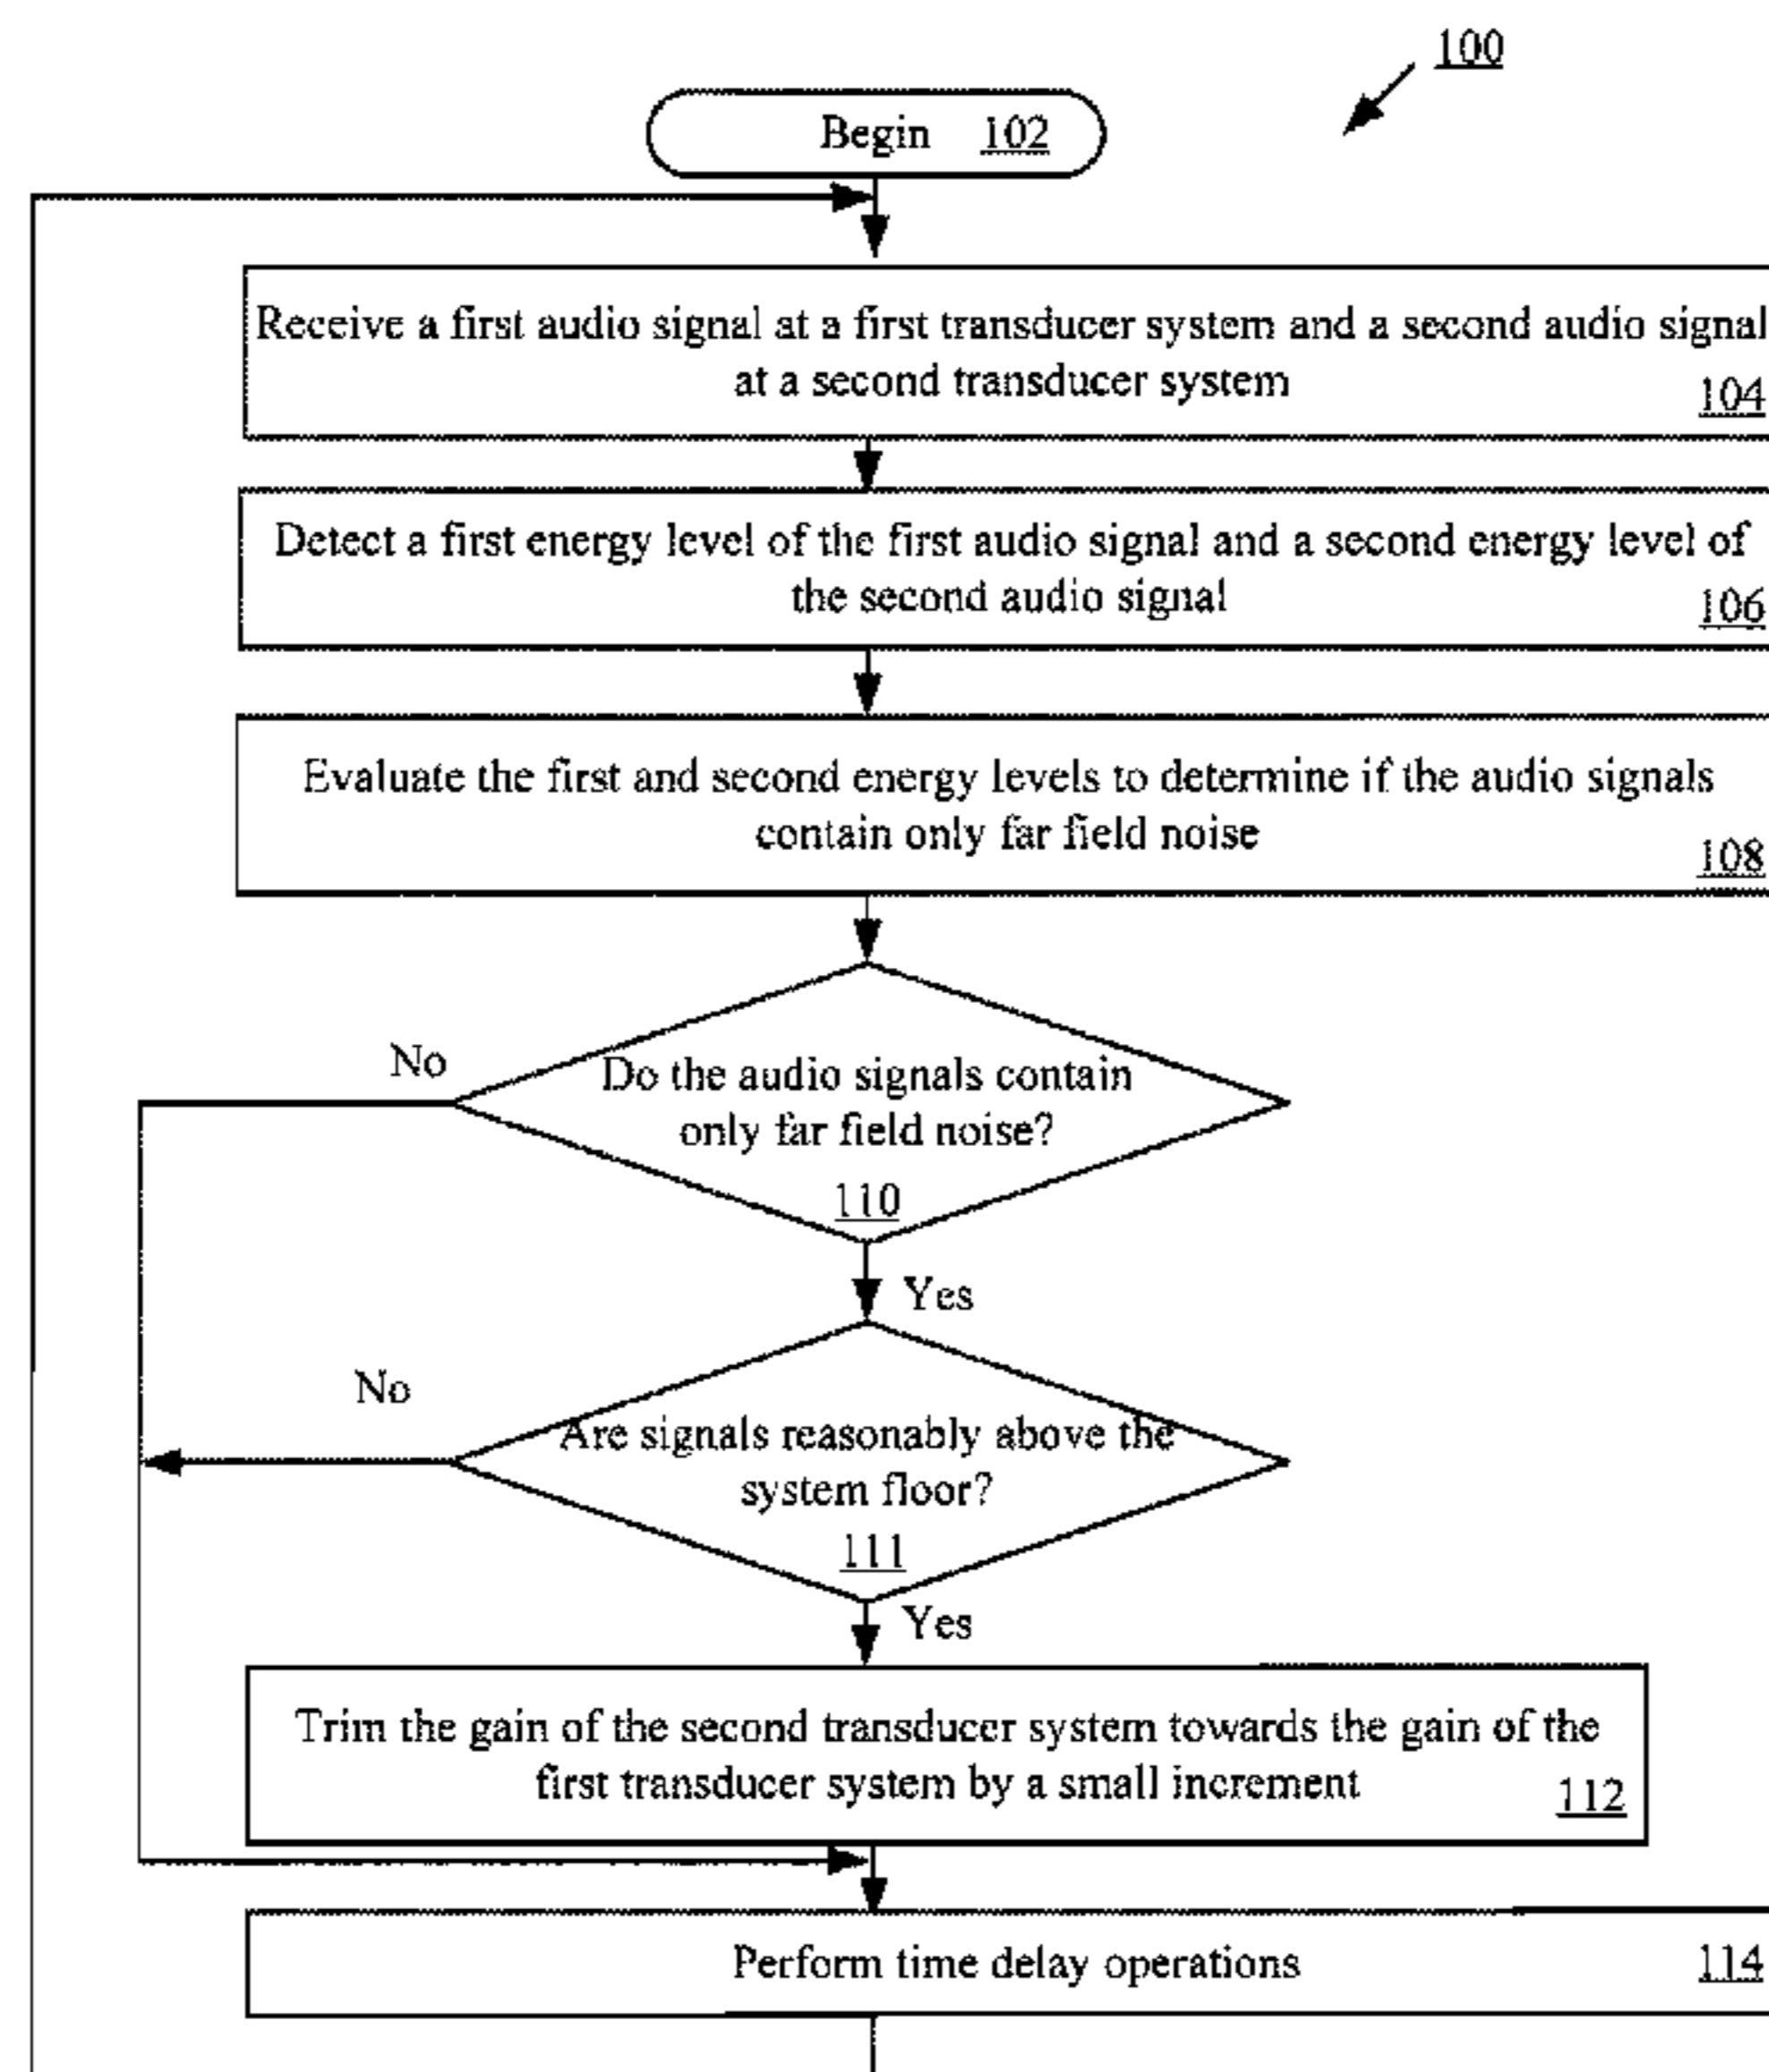 100
Begin 102
Receive a first audio signal at a first transducer system and a second audio signal
at a second transducer system
104
Detect a first energy level of the first audio signal and a second energy level of
the second audio signal
106
Evaluate the first and second energy levels to determine if the audio signals
contain only far field noise
108
No
Do the audio signals contain
only far field noise?
110
Yes
No
Are signals reasonably above the
system floor?
111
Yes
Trim the gain of the second transducer system towards the gain of the
first transducer system by a small increment
112
Perform time delay operations 114